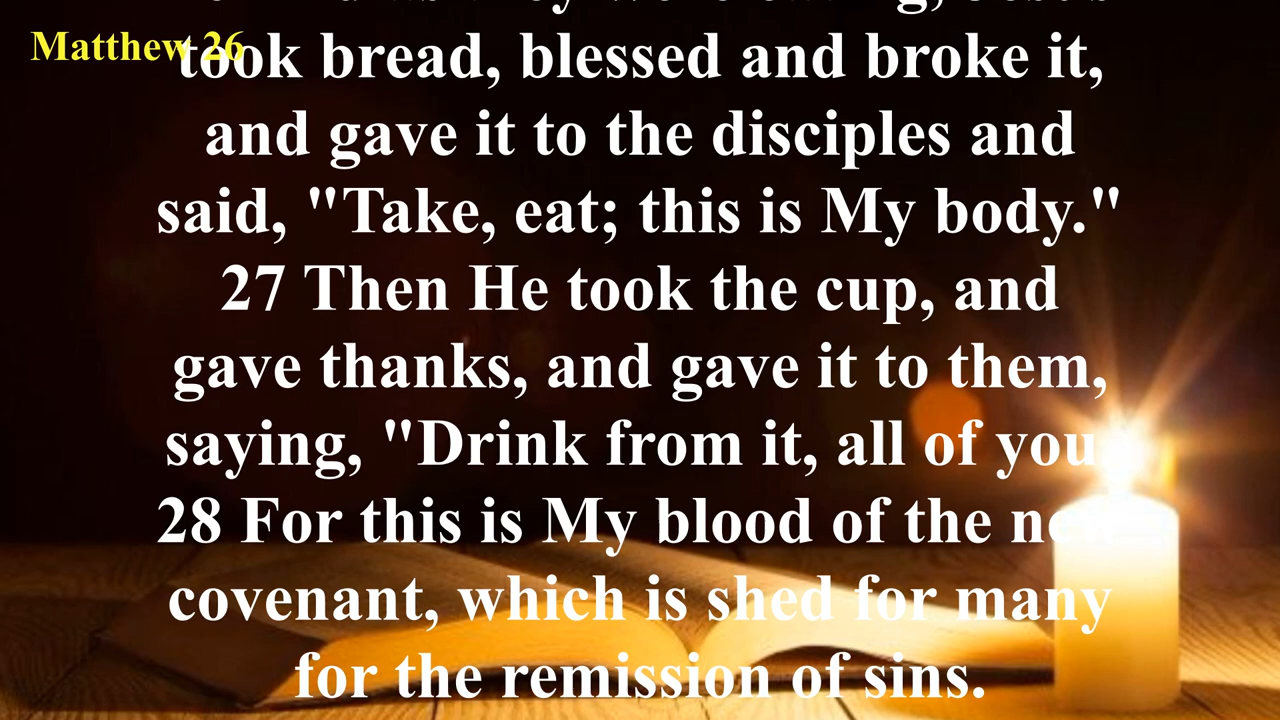 Matthew 26
took bread, blessed and broke it,
and gave it to the disciples and
said, "Take, eat; this is My body."
27 Then He took the cup, and
gave thanks, and gave it to them,
saying, "Drink from it, all of you.
28 For this is My blood of the new
covenant, which is shed for many
for the remission of sins.